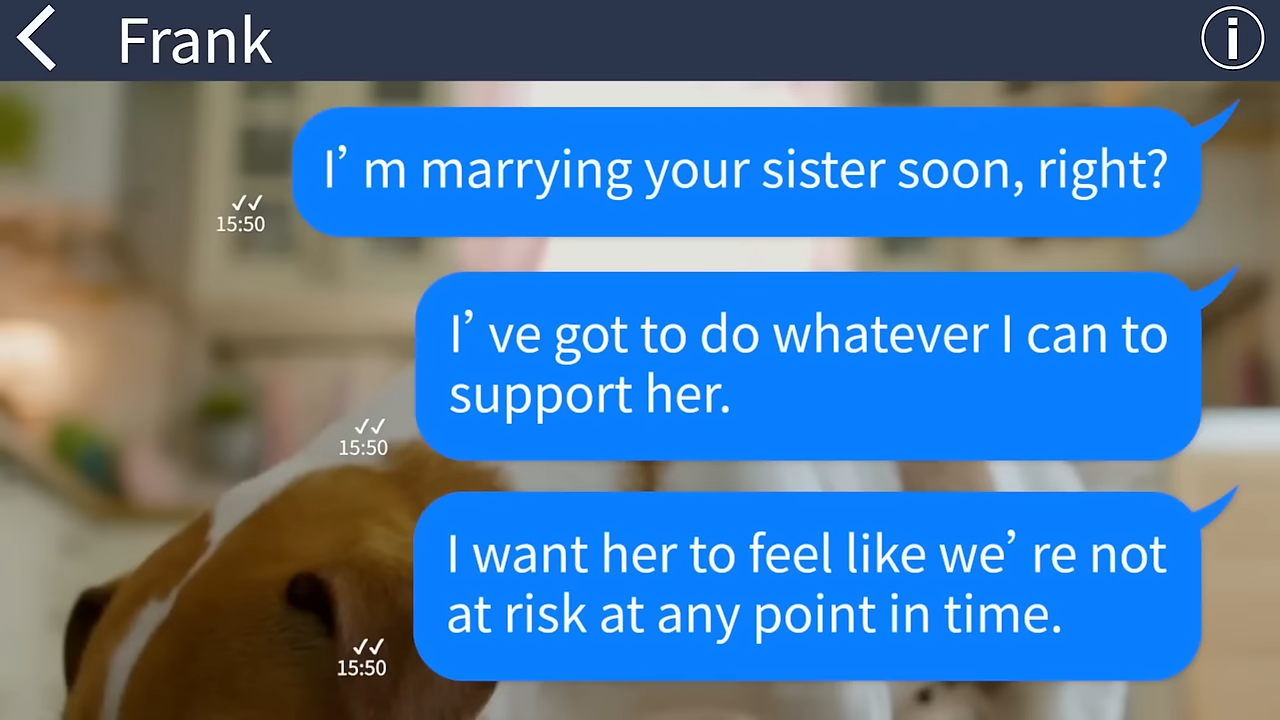 Frank
I’m marrying your sister soon, right?
15:50
I’ve got to do whatever I can to
support her.
15:50
I want her to feel like we’re not
at risk at any point in time.
15:50